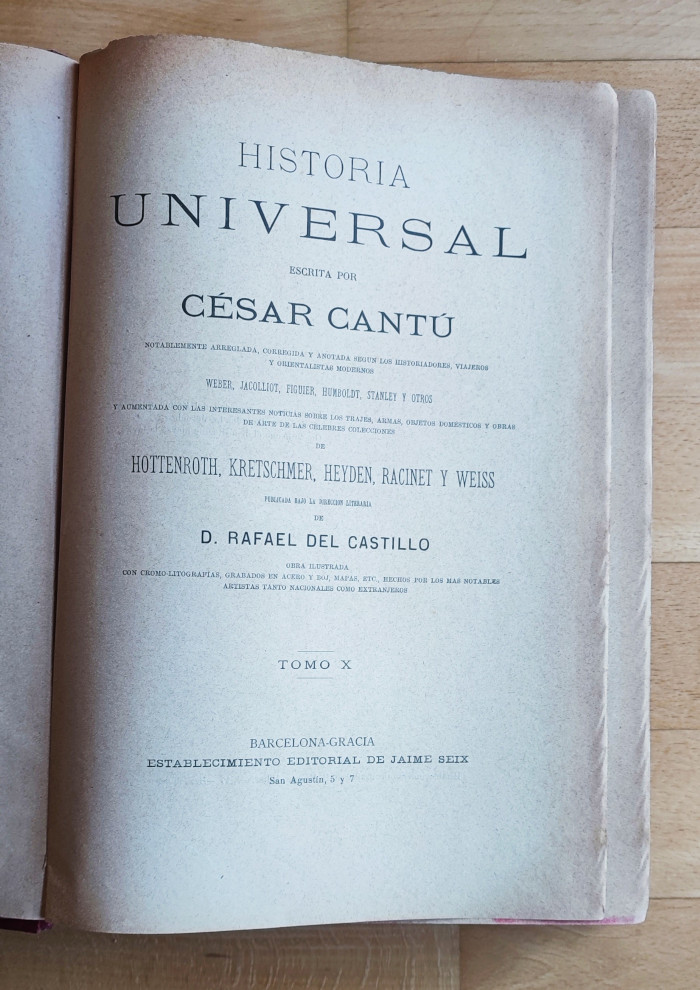 HISTORIA
UNIVERSAL
ESCRITA POR
CÉSAR CANTÚ
NOTABLEMENTE ARREGLADA, CORREGIDA Y ANOTADA SEGUN LOS HISTORIADORES, VIAJEROS
Y ORIENTALISTAS MODERNOS
WEBER, JACOLLIOT, FIGUIER, HUMBOLDT, STANLEY Y OTROS
Y AUMENTADA CON LAS INTERESANTES NOTICIAS SOBRE LOS TRAJES, ARMAS, OBJETOS DOMÉSTICOS Y OBRAS
DE ARTE DE LAS CÉLEBRES COLECCIONES
DE
HOTTENROTH, KRETSCHMER, HEYDEN, RACINET Y WEISS
PUBLICADA BAJO LA DIRECCION LITERARIA
DE
D. RAFAEL DEL CASTILLO
OBRA ILUSTRADA
CON CROMO-LITOGRAFÍAS, GRABADOS EN ACERO Y BOJ, MAPAS, ETC., HECHOS POR LOS MAS NOTABLES
ARTISTAS TANTO NACIONALES COMO EXTRANJEROS
TOMO X
BARCELONA-GRACIA
ESTABLECIMIENTO EDITORIAL DE JAIME SEIX
San Agustín, 5 y 7